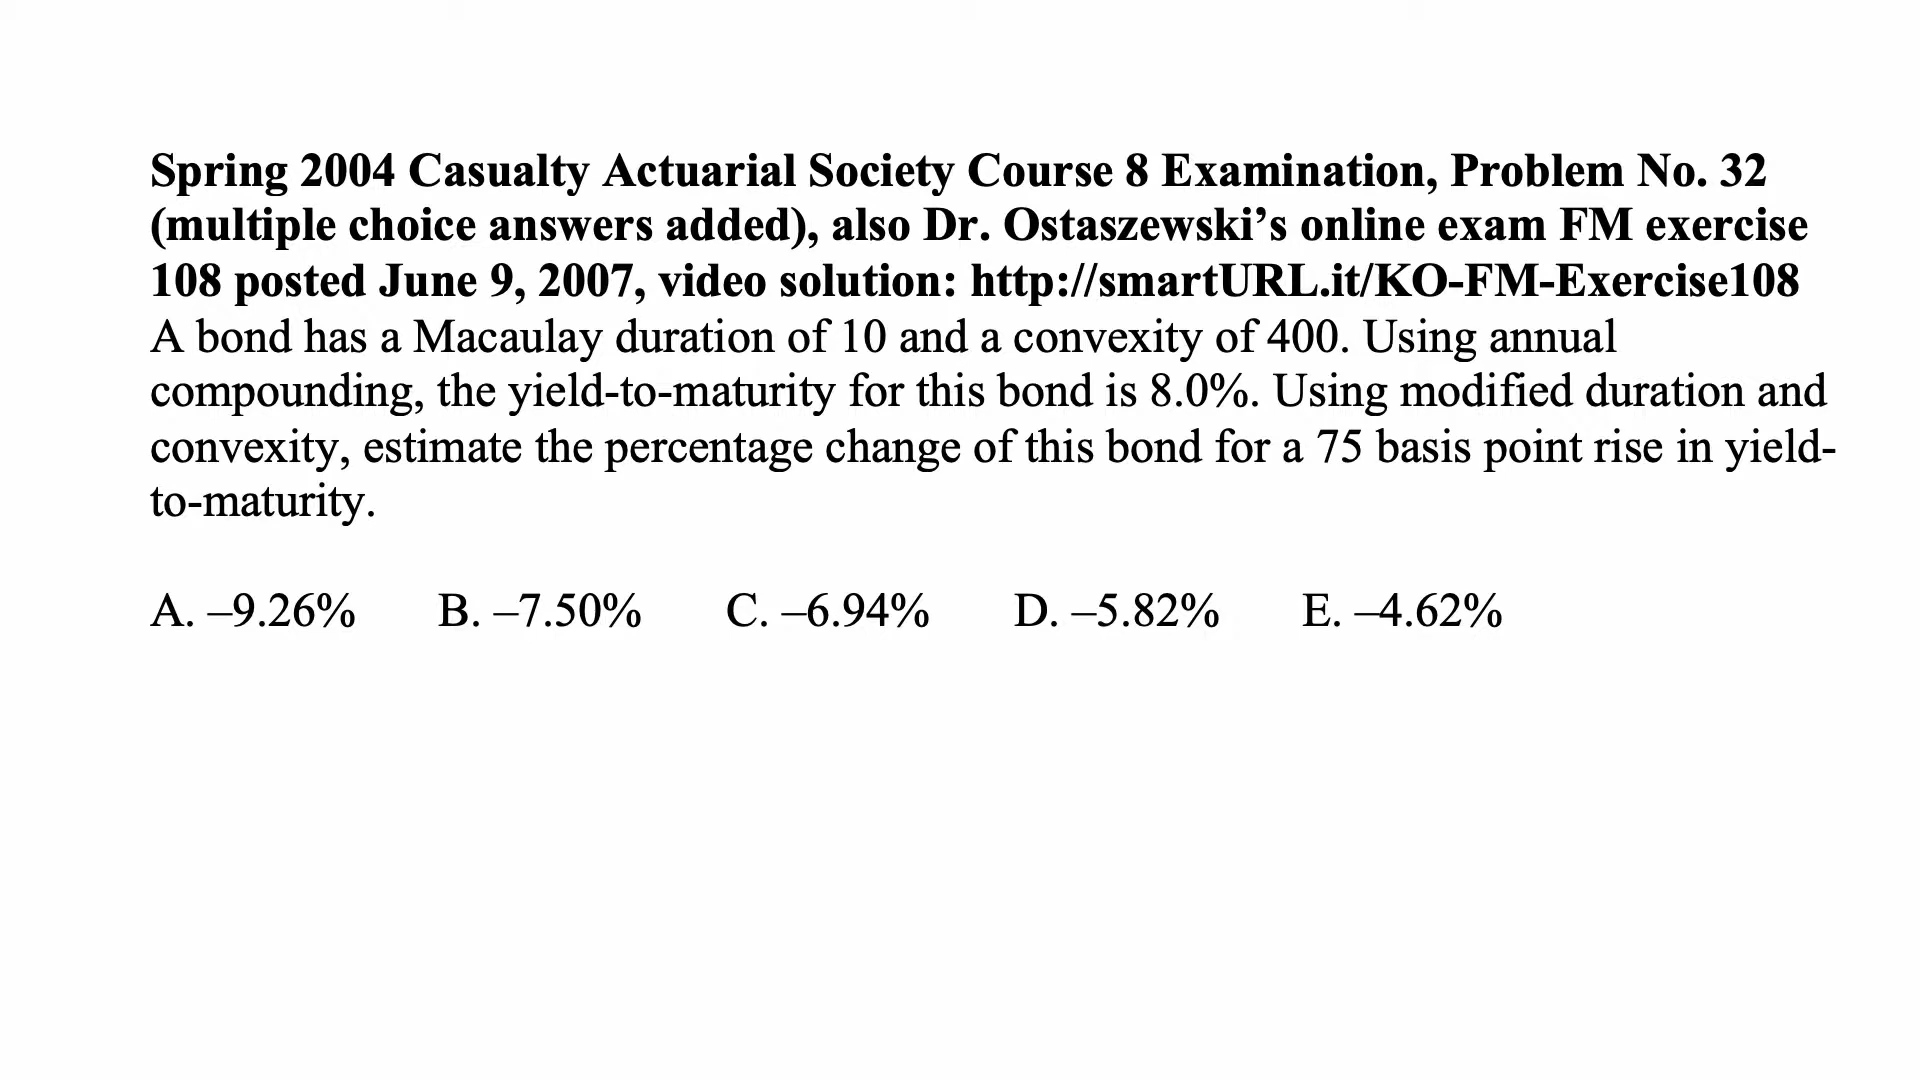 Spring 2004 Casualty Actuarial Society Course 8 Examination, Problem No. 32
(multiple choice answers added), also Dr. Ostaszewski’s online exam FM exercise
108 posted June 9, 2007, video solution: http://smartURL.it/KO-FM-Exercise108
A bond has a Macaulay duration of 10 and a convexity of 400. Using annual
compounding, the yield-to-maturity for this bond is 8.0%. Using modified duration and
convexity, estimate the percentage change of this bond for a 75 basis point rise in yield-
to-maturity.
A. –9.26% B. –7.50% C. –6.94% D. –5.82% E. –4.62%